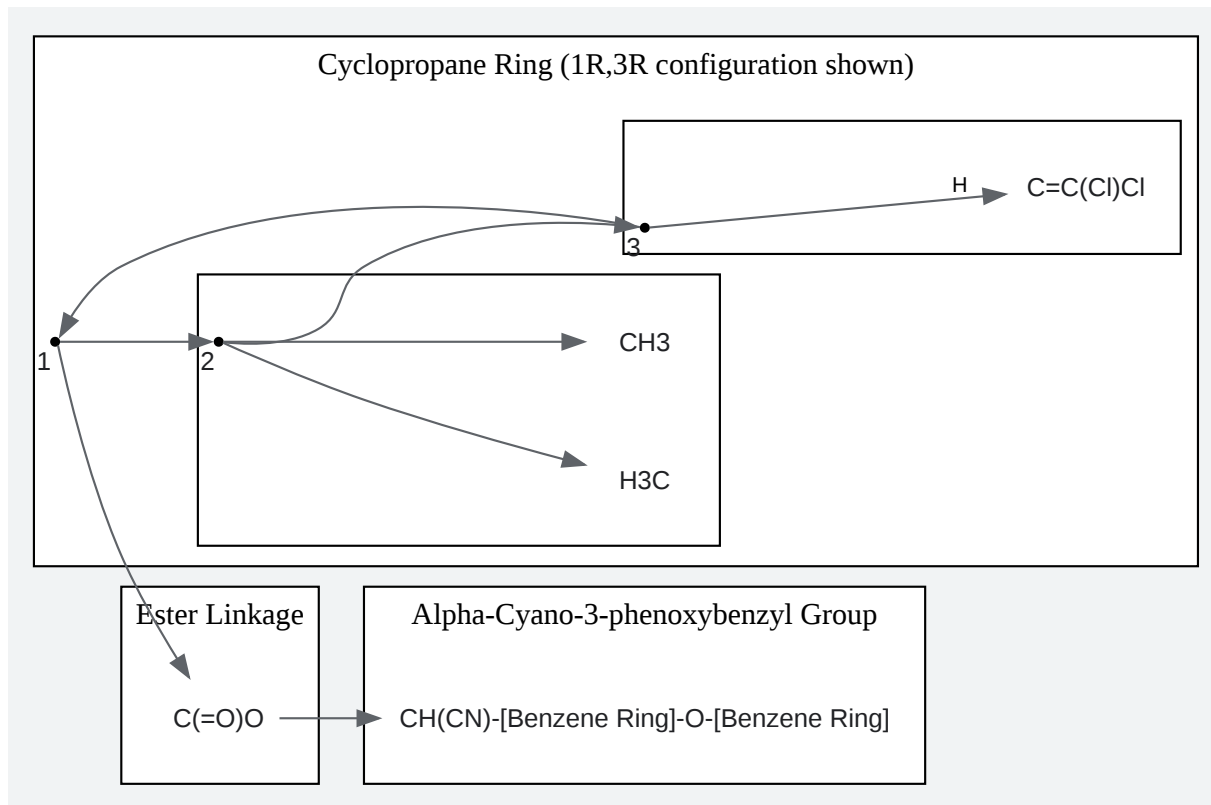 Cyclopropane Ring (1R,3R configuration shown)
H
C=C(Cl)Cl
3
1
2
CH3
H3C
Ester Linkage
Alpha-Cyano-3-phenoxybenzyl Group
C(=O)O
CH(CN)-[Benzene Ring]-O-[Benzene Ring]